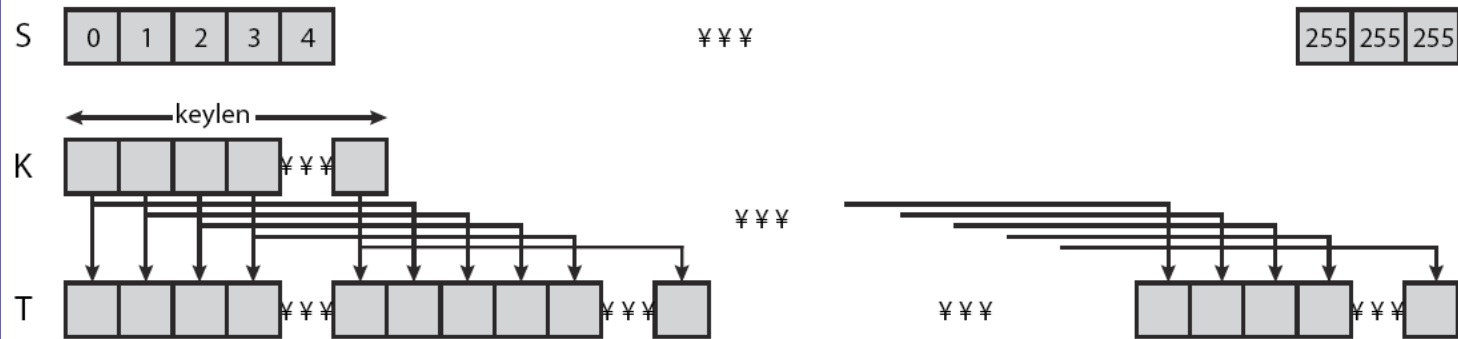 S 0 1 2 3 4 ¥ ¥ ¥ 255 255 255
keylen
K ¥ ¥ ¥
¥ ¥ ¥
T ¥ ¥ ¥ ¥ ¥ ¥ ¥ ¥ ¥ ¥ ¥ ¥